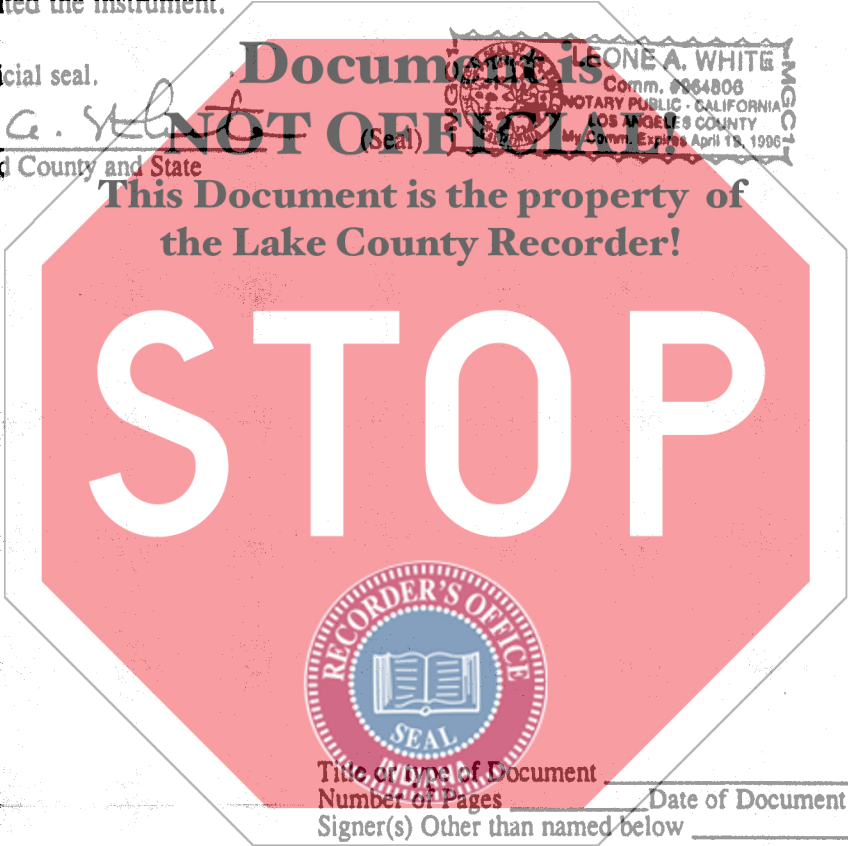 ted the instrument.
Document is
LEONE A. WHITE
icial seal.
Comm. #964806
NOTARY PUBLIC - CALIFORNIA
a. White
NOT OFFICIAL!
(Seal)
LOS ANGELES COUNTY
My Comm. Expires April 19, 1996
MGC1
d County and State
This Document is the property of
the Lake County Recorder!
STOP
RECORDER'S OFFICE
SEAL
Title or type of Document
Number of Pages Date of Document
Signer(s) Other than named below